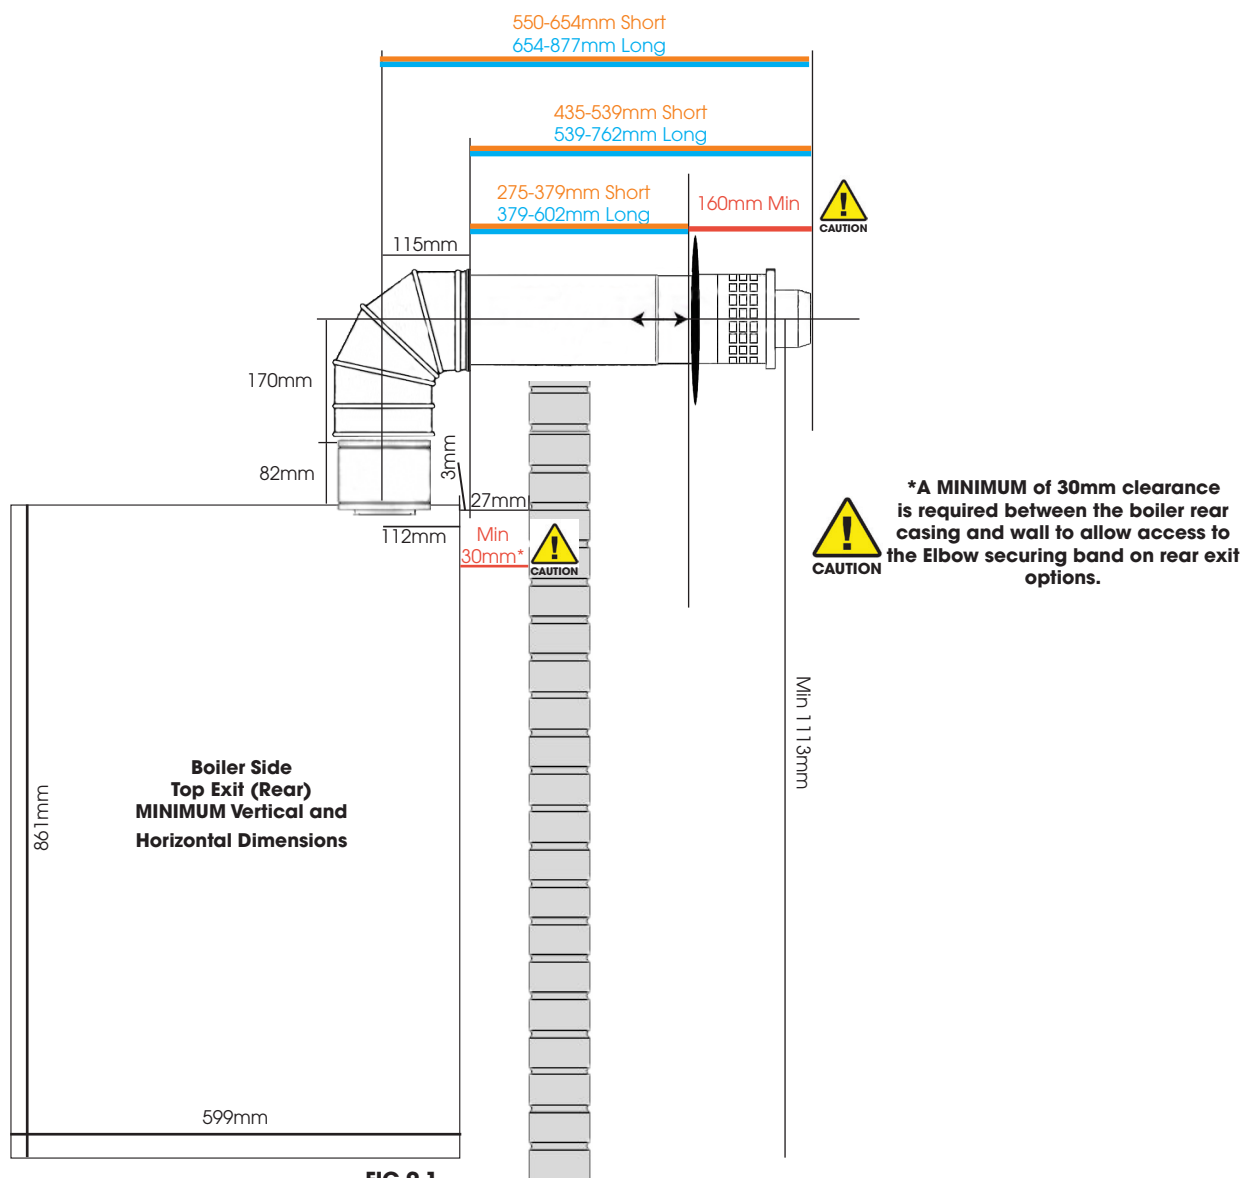 550-654mm Short
654-877mm Long
435-539mm Short
539-762mm Long
275-379mm Short
379-602mm Long
160mm Min
CAUTION
115mm
170mm
82mm
3mm
27mm
112mm
Min
30mm*
CAUTION
*A MINIMUM of 30mm clearance
is required between the boiler rear
casing and wall to allow access to
the Elbow securing band on rear exit
options.
CAUTION
Min 1113mm
Boiler Side
Top Exit (Rear)
MINIMUM Vertical and
Horizontal Dimensions
861mm
599mm